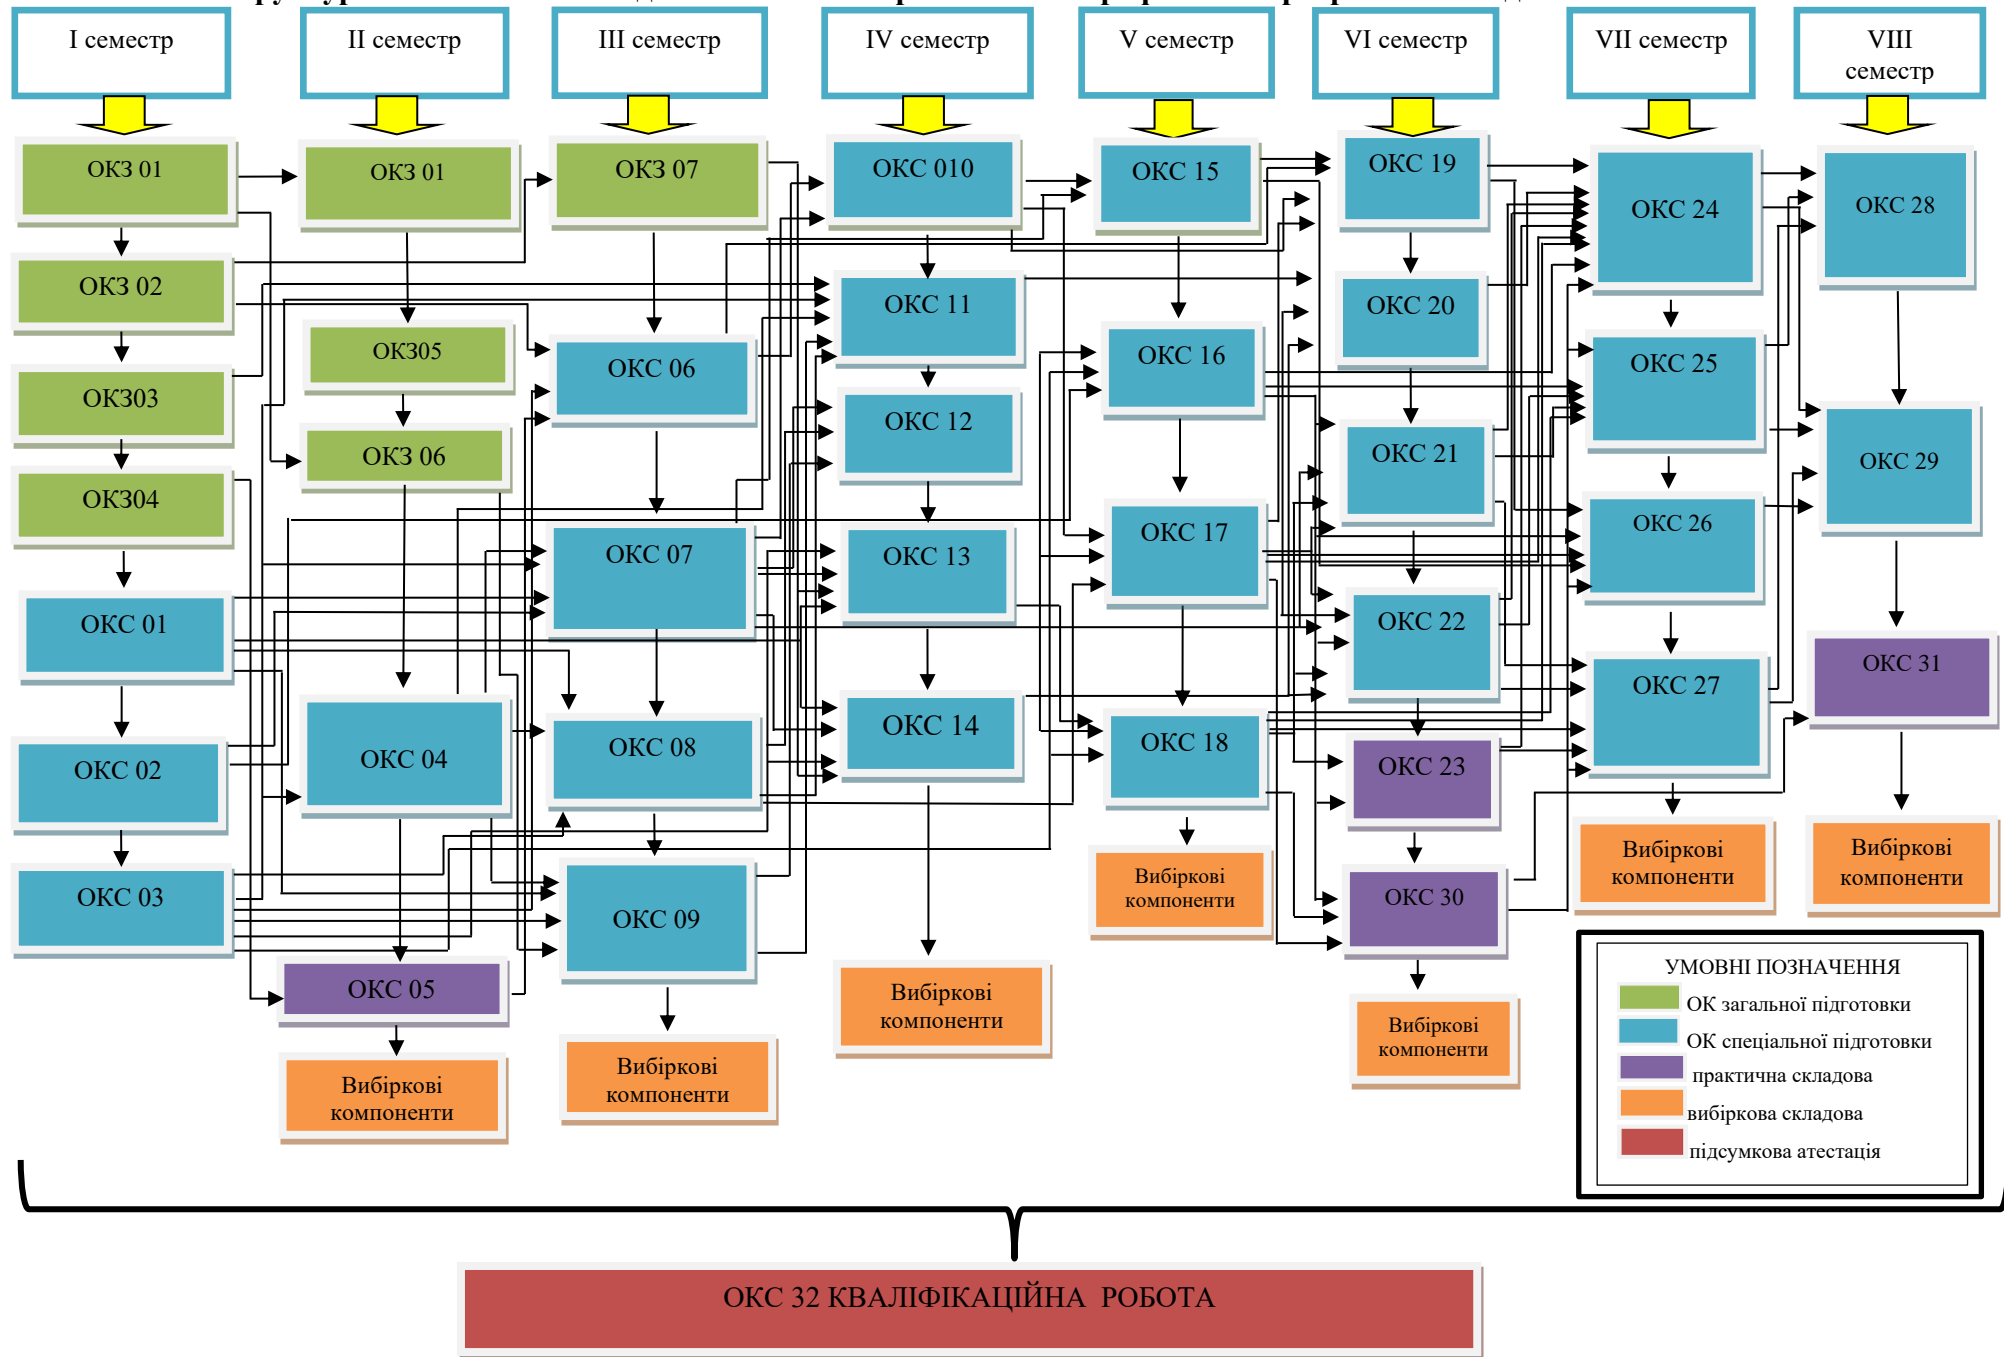 I семестр
II семестр
III семестр
IV семестр
V семестр
VI семестр
VII семестр
VIII
семестр
ОКЗ 01
ОКЗ 02
ОКЗ03
ОКЗ04
ОКС 01
ОКС 02
ОКС 03
ОКЗ 01
ОКЗ05
ОКЗ 06
ОКС 04
ОКС 05
Вибіркові
компоненти
ОКЗ 07
ОКС 06
ОКС 07
ОКС 08
ОКС 09
Вибіркові
компоненти
ОКС 010
ОКС 11
ОКС 12
ОКС 13
ОКС 14
Вибіркові
компоненти
ОКС 15
ОКС 16
ОКС 17
ОКС 18
Вибіркові
компоненти
ОКС 19
ОКС 20
ОКС 21
ОКС 22
ОКС 23
ОКС 30
Вибіркові
компоненти
ОКС 24
ОКС 25
ОКС 26
ОКС 27
Вибіркові
компоненти
ОКС 28
ОКС 29
ОКС 31
Вибіркові
компоненти
УМОВНІ ПОЗНАЧЕННЯ
ОК загальної підготовки
ОК спеціальної підготовки
практична складова
вибіркова складова
підсумкова атестація
ОКС 32 КВАЛІФІКАЦІЙНА РОБОТА